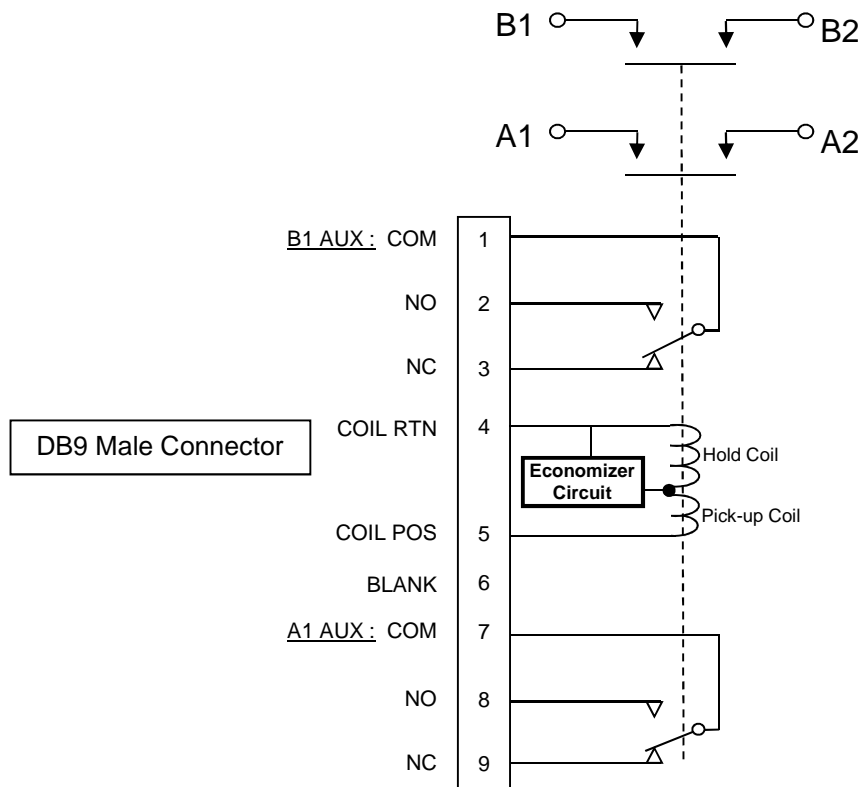 B1
B2
A1
A2
B1 AUX : COM
1
NO
2
NC
3
DB9 Male Connector
COIL RTN
4
Economizer
Circuit
Hold Coil
Pick-up Coil
COIL POS
5
BLANK
6
A1 AUX : COM
7
NO
8
NC
9